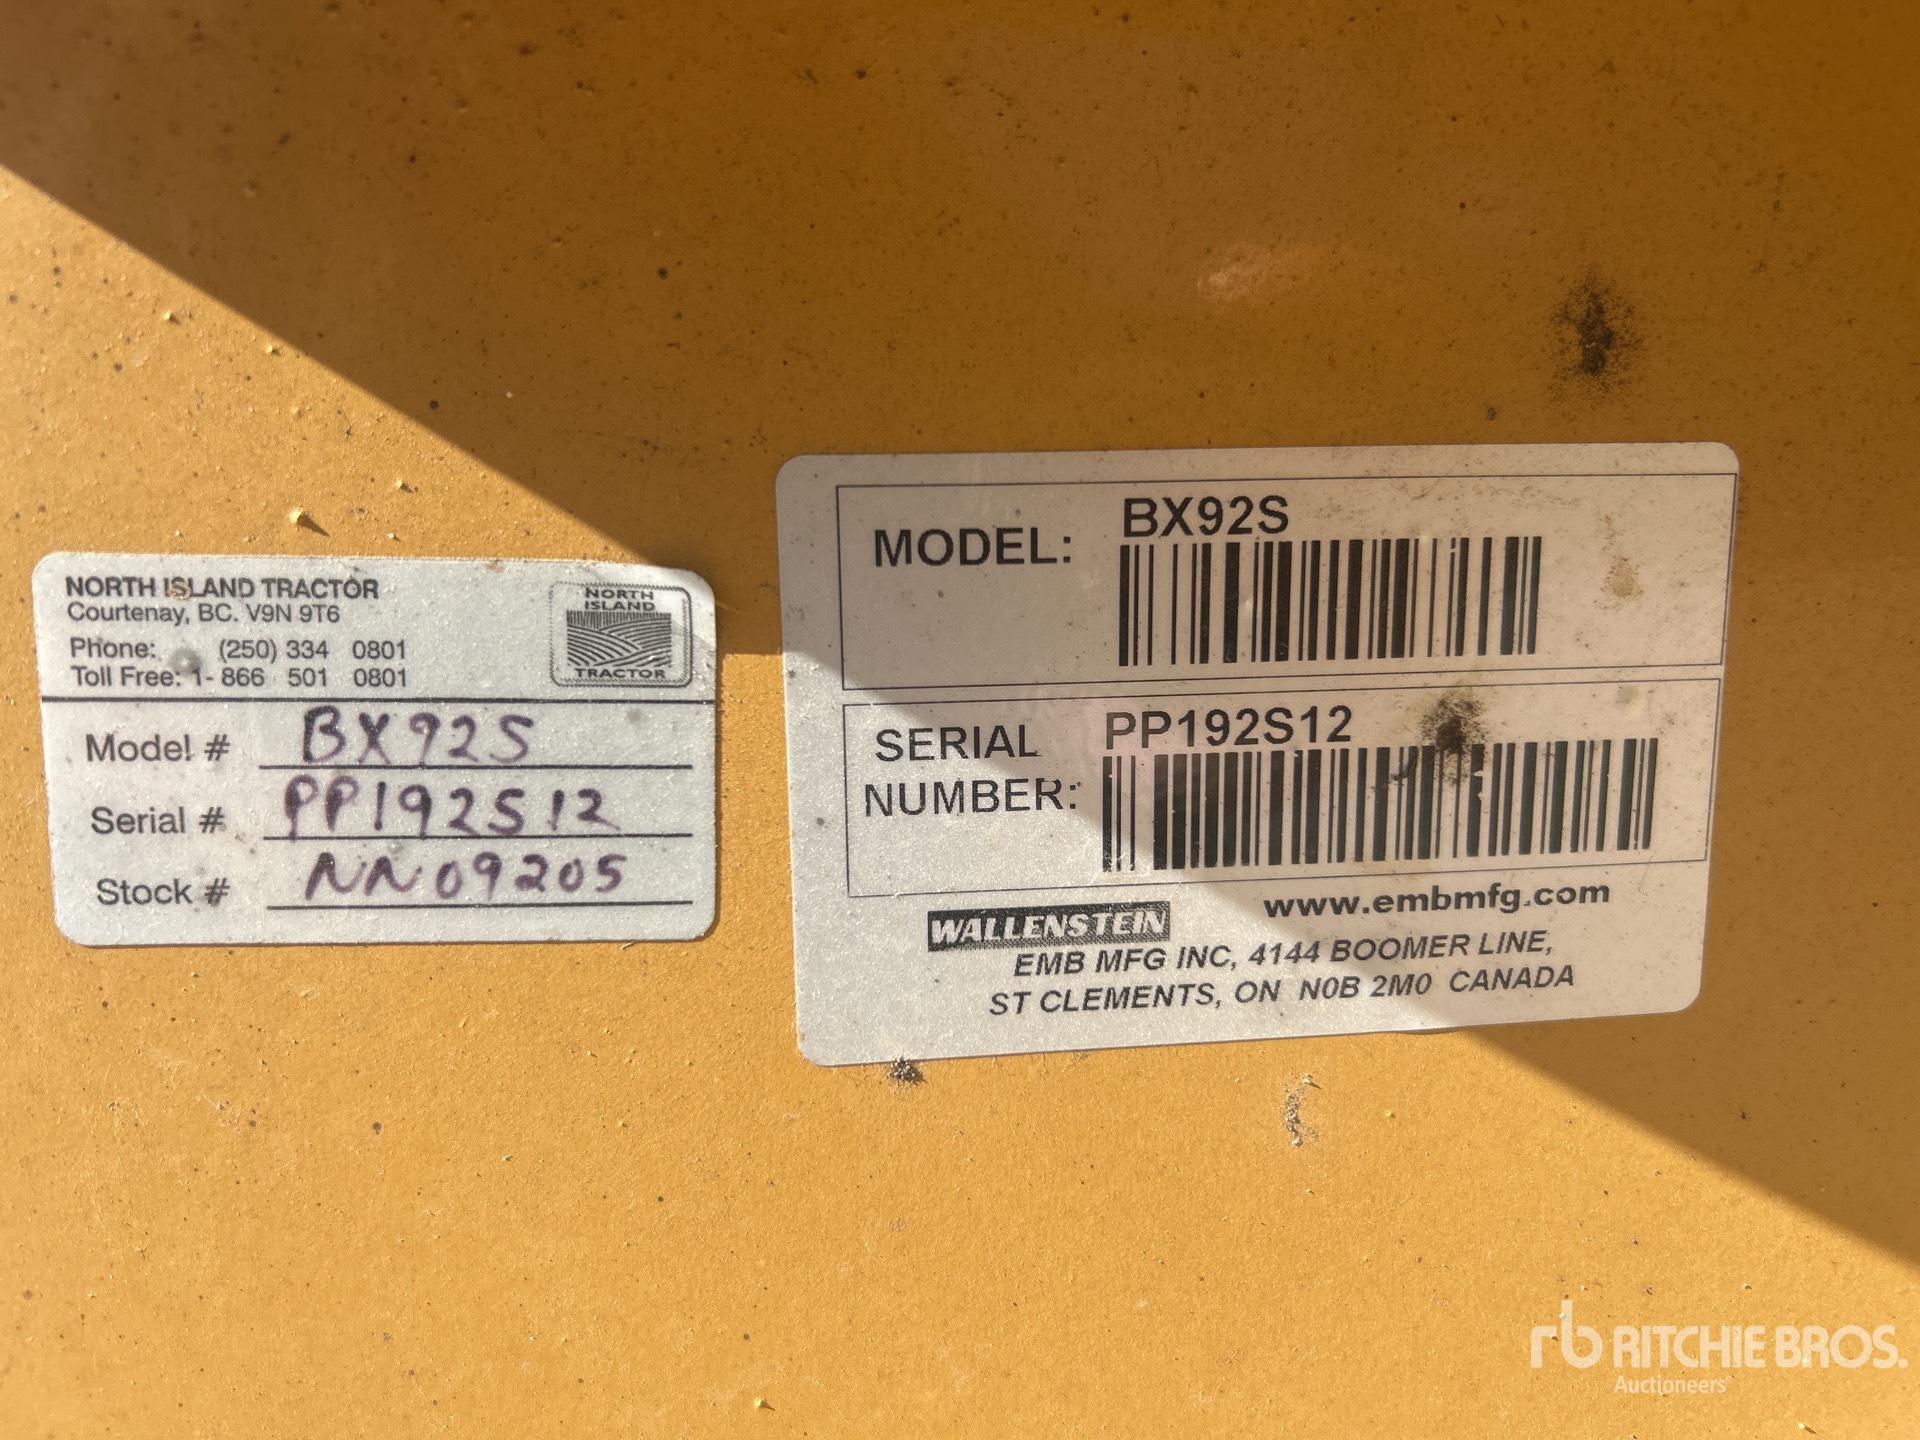 NORTH ISLAND TRACTOR
Courtenay, BC. V9N 9T6
Phone: (250) 334 0801
Toll Free: 1- 866 501 0801
NORTH
ISLAND
TRACTOR
Model # BX92S
Serial # PP192S12
Stock # NN09205
MODEL: BX92S
SERIAL NUMBER: PP192S12
WALLENSTEIN www.embmfg.com
EMB MFG INC, 4144 BOOMER LINE,
ST CLEMENTS, ON N0B 2M0 CANADA
rb RITCHIE BROS.
Auctioneers